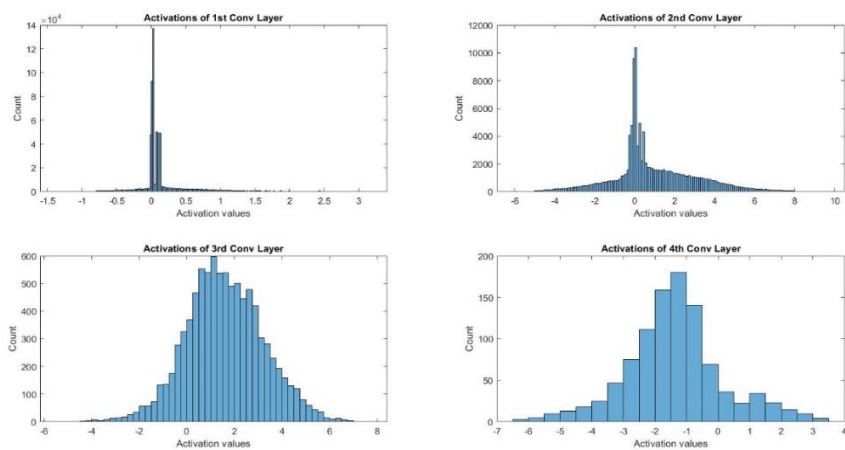 Activations of 1st Conv Layer
×10⁴
14
12
10
8
6
4
2
0
Count
-1.5 -1 -0.5 0 0.5 1 1.5 2 2.5 3
Activation values
Activations of 2nd Conv Layer
12000
10000
8000
6000
4000
2000
0
Count
-6 -4 -2 0 2 4 6 8 10
Activation values
Activations of 3rd Conv Layer
600
500
400
300
200
100
0
Count
-6 -4 -2 0 2 4 6 8
Activation values
Activations of 4th Conv Layer
200
150
100
50
0
Count
-7 -6 -5 -4 -3 -2 -1 0 1 2 3 4
Activation values